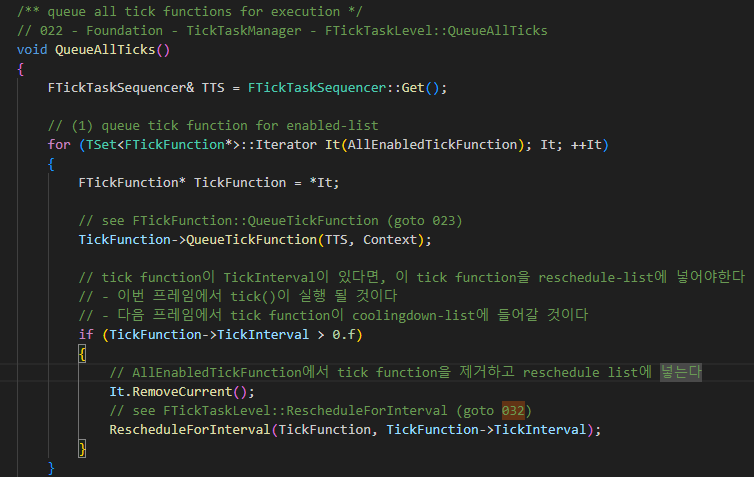 /** queue all tick functions for execution */
// 022 - Foundation - TickTaskManager - FTickTaskLevel::QueueAllTicks
void QueueAllTicks()
{
FTickTaskSequencer& TTS = FTickTaskSequencer::Get();
// (1) queue tick function for enabled-list
for (TSet<FTickFunction*>::Iterator It(AllEnabledTickFunction); It; ++It)
{
FTickFunction* TickFunction = *It;
// see FTickFunction::QueueTickFunction (goto 023)
TickFunction->QueueTickFunction(TTS, Context);
// tick function이 TickInterval이 있다면, 이 tick function을 reschedule-list에 넣어야한다
// - 이번 프레임에서 tick()이 실행 될 것이다
// - 다음 프레임에서 tick function이 coolingdown-list에 들어갈 것이다
if (TickFunction->TickInterval > 0.f)
{
// AllEnabledTickFunction에서 tick function을 제거하고 reschedule list에 넣는다
It.RemoveCurrent();
// see FTickTaskLevel::RescheduleForInterval (goto 032)
RescheduleForInterval(TickFunction, TickFunction->TickInterval);
}
}